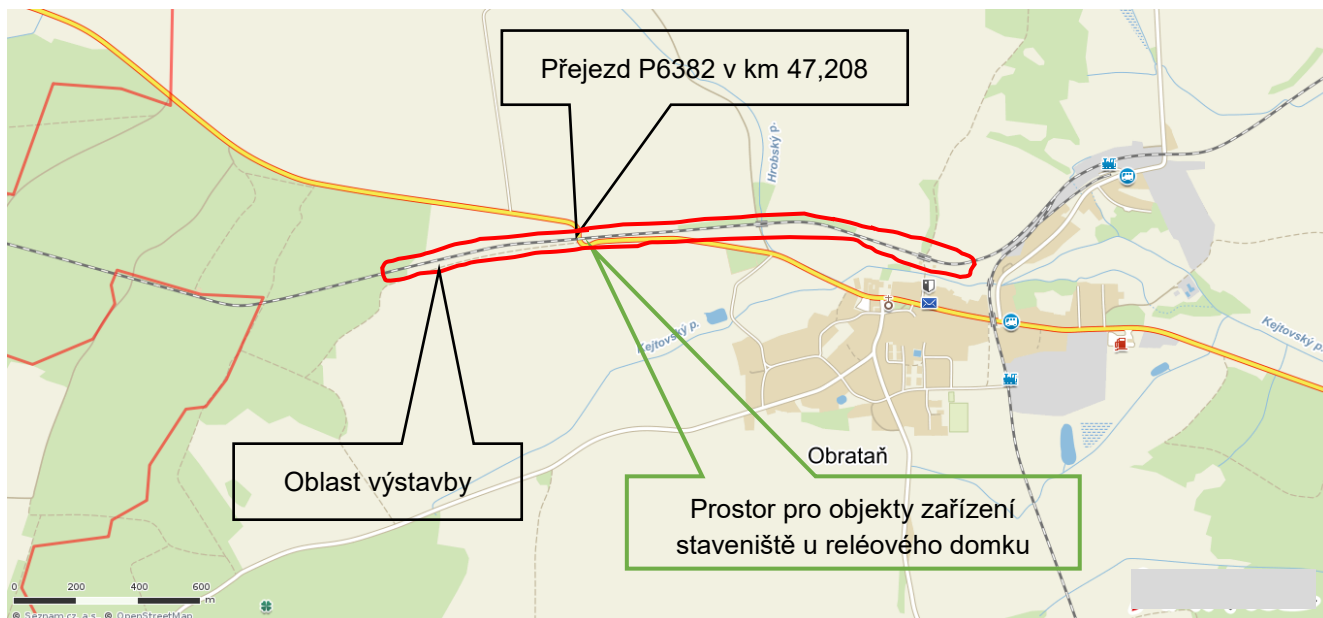 Přejezd P6382 v km 47,208
Hrobský p.
Kejtovský p.
Kejtovský p.
Oblast výstavby
Obrataň
Prostor pro objekty zařízení
staveniště u reléového domku
0 200 400 600
m
© Seznam.cz, a.s., © OpenStreetMap